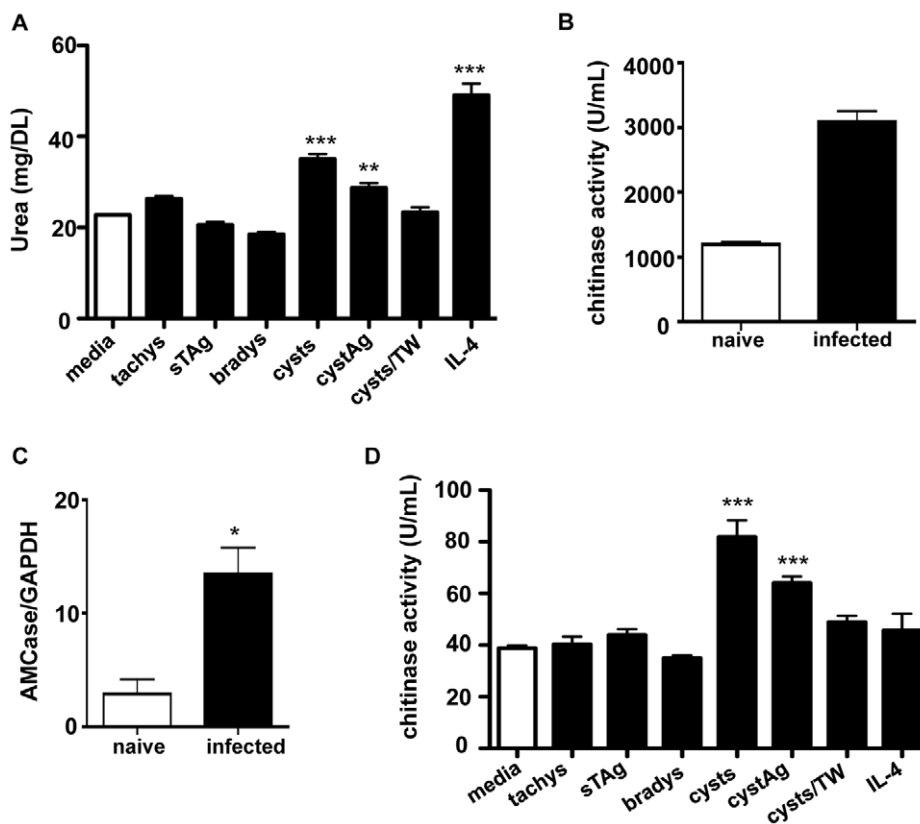 A
Urea (mg/DL)
60
40
20
0
***
**
***
media
tachys
sTAg
bradys
cysts
cystAg
cysts/TW
IL-4
B
chitinase activity (U/mL)
4000
3000
2000
1000
0
naive
infected
C
AMCase/GAPDH
20
10
0
*
naive
infected
D
chitinase activity (U/mL)
100
80
60
40
20
0
***
***
media
tachys
sTAg
bradys
cysts
cystAg
cysts/TW
IL-4